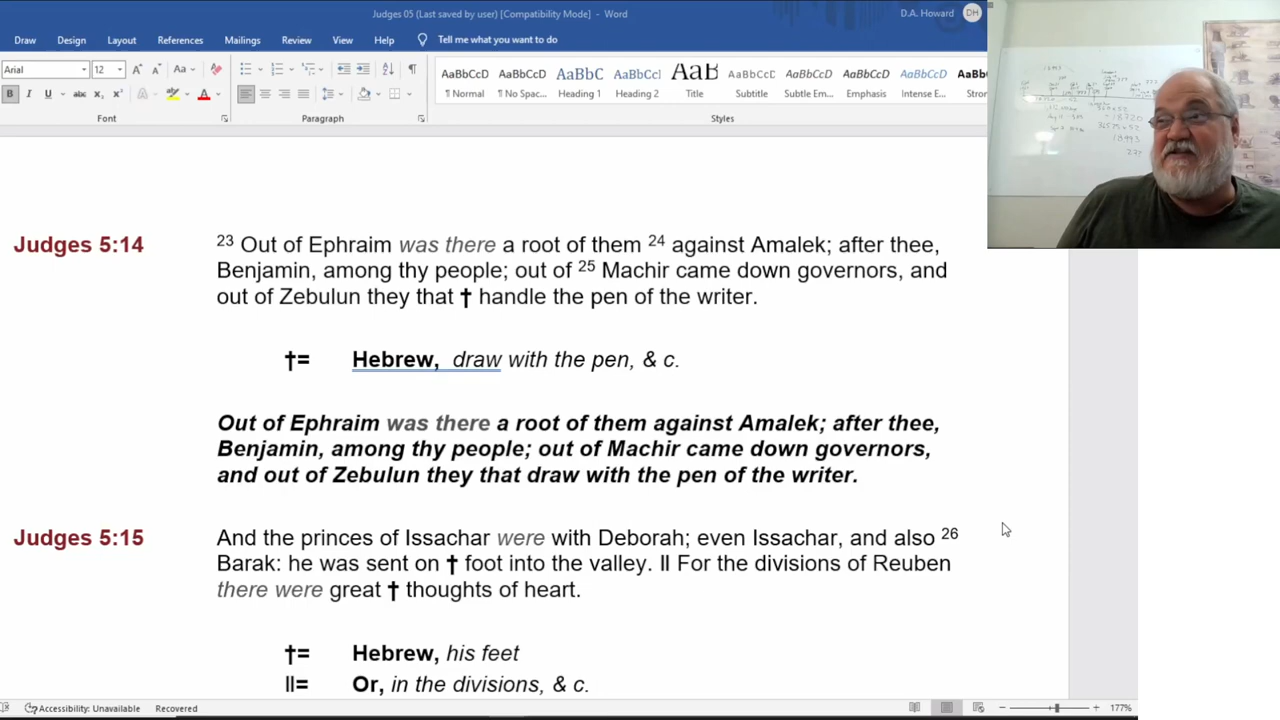 Judges 05 (Last saved by user) [Compatibility Mode] - Word
D.A. Howard DH
Draw Design Layout References Mailings Review View Help Tell me what you want to do
Arial 12 A A Aa
B I U abc x₂ x² A A
AaBbCcD AaBbCcD AaBbC AaBbCcI AaB AaBbCcD AaBbCcD AaBbCcD AaBbCcD AaBbC
¶ Normal ¶ No Spac... Heading 1 Heading 2 Title Subtitle Subtle Em... Emphasis Intense E... Stron
Font Paragraph Styles
Judges 5:14 23 Out of Ephraim was there a root of them 24 against Amalek; after thee,
Benjamin, among thy people; out of 25 Machir came down governors, and
out of Zebulun they that † handle the pen of the writer.
†= Hebrew, draw with the pen, & c.
Out of Ephraim was there a root of them against Amalek; after thee,
Benjamin, among thy people; out of Machir came down governors,
and out of Zebulun they that draw with the pen of the writer.
Judges 5:15 And the princes of Issachar were with Deborah; even Issachar, and also 26
Barak: he was sent on † foot into the valley. ǁ For the divisions of Reuben
there were great † thoughts of heart.
†= Hebrew, his feet
ǁ= Or, in the divisions, & c.
Accessibility: Unavailable Recovered 177%